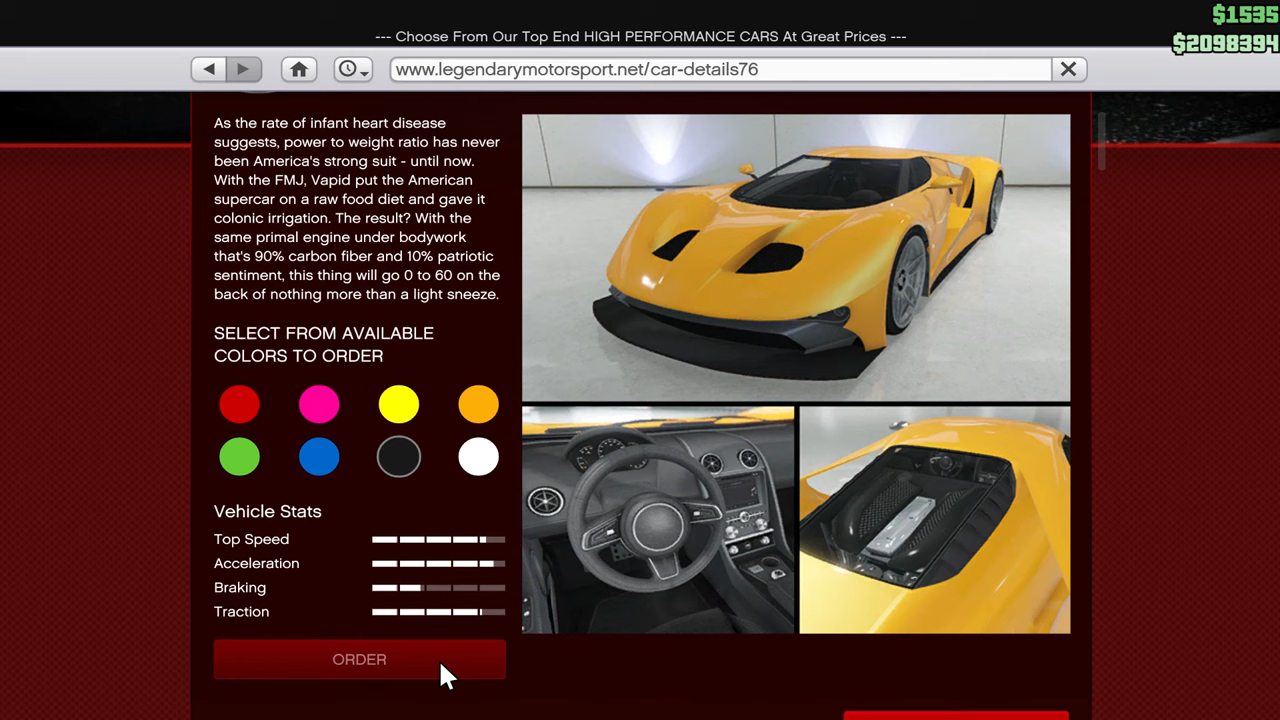 $1535
--- Choose From Our Top End HIGH PERFORMANCE CARS At Great Prices ---
$2098394
www.legendarymotorsport.net/car-details76
As the rate of infant heart disease
suggests, power to weight ratio has never
been America's strong suit - until now.
With the FMJ, Vapid put the American
supercar on a raw food diet and gave it
colonic irrigation. The result? With the
same primal engine under bodywork
that's 90% carbon fiber and 10% patriotic
sentiment, this thing will go 0 to 60 on the
back of nothing more than a light sneeze.
SELECT FROM AVAILABLE
COLORS TO ORDER
Vehicle Stats
Top Speed
Acceleration
Braking
Traction
ORDER